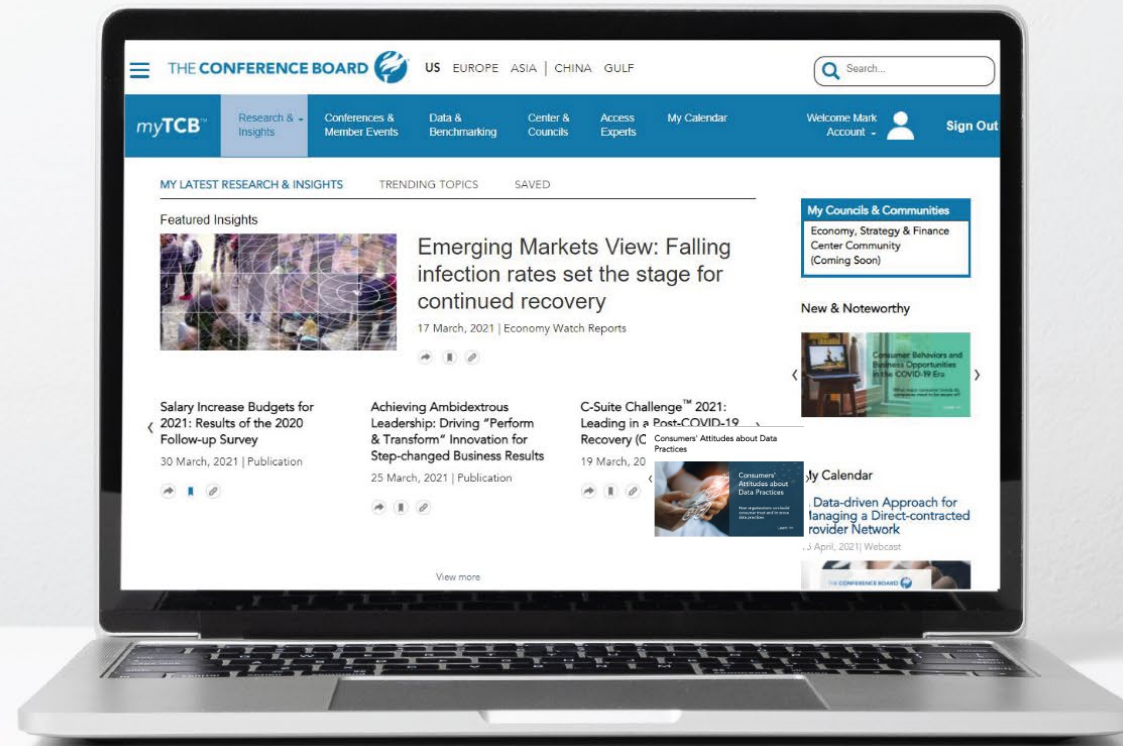 THE CONFERENCE BOARD
US EUROPE ASIA | CHINA GULF
Search...
myTCB™
Research &
Insights
Conferences &
Member Events
Data &
Benchmarking
Center &
Councils
Access
Experts
My Calendar
Welcome Mark
Account
Sign Out
MY LATEST RESEARCH & INSIGHTS
TRENDING TOPICS
SAVED
Featured Insights
Emerging Markets View: Falling
infection rates set the stage for
continued recovery
17 March, 2021 | Economy Watch Reports
Salary Increase Budgets for
2021: Results of the 2020
Follow-up Survey
30 March, 2021 | Publication
Achieving Ambidextrous
Leadership: Driving "Perform
& Transform" Innovation for
Step-changed Business Results
25 March, 2021 | Publication
C-Suite Challenge™ 2021:
Leading in a Post-COVID-19
Recovery (C
19 March, 20
Consumers' Attitudes about Data
Practices
Consumers'
Attitudes about
Data Practices
View more
My Councils & Communities
Economy, Strategy & Finance
Center Community
(Coming Soon)
New & Noteworthy
Consumer Behaviors and
Business Opportunities
in the COVID-19 Era
ly Calendar
Data-driven Approach for
anaging a Direct-contracted
rovider Network
April, 2021| Webcast
THE CONFERENCE BOARD